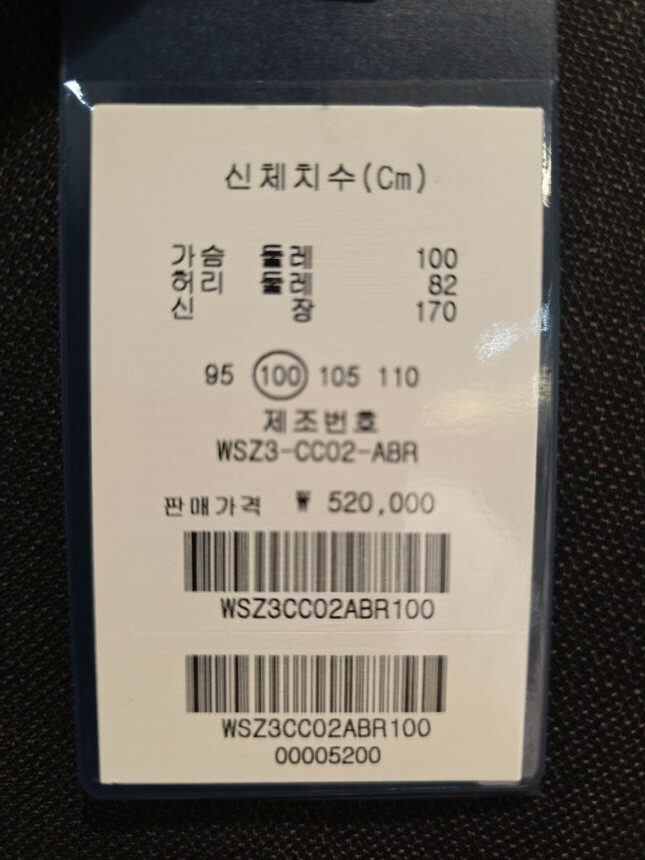 신체치수(Cm)
가슴 둘레 100
허리 둘레 82
신 장 170
95 100 105 110
제조번호
WSZ3-CC02-ABR
판매가격 ₩ 520,000
WSZ3CC02ABR100
WSZ3CC02ABR100
00005200